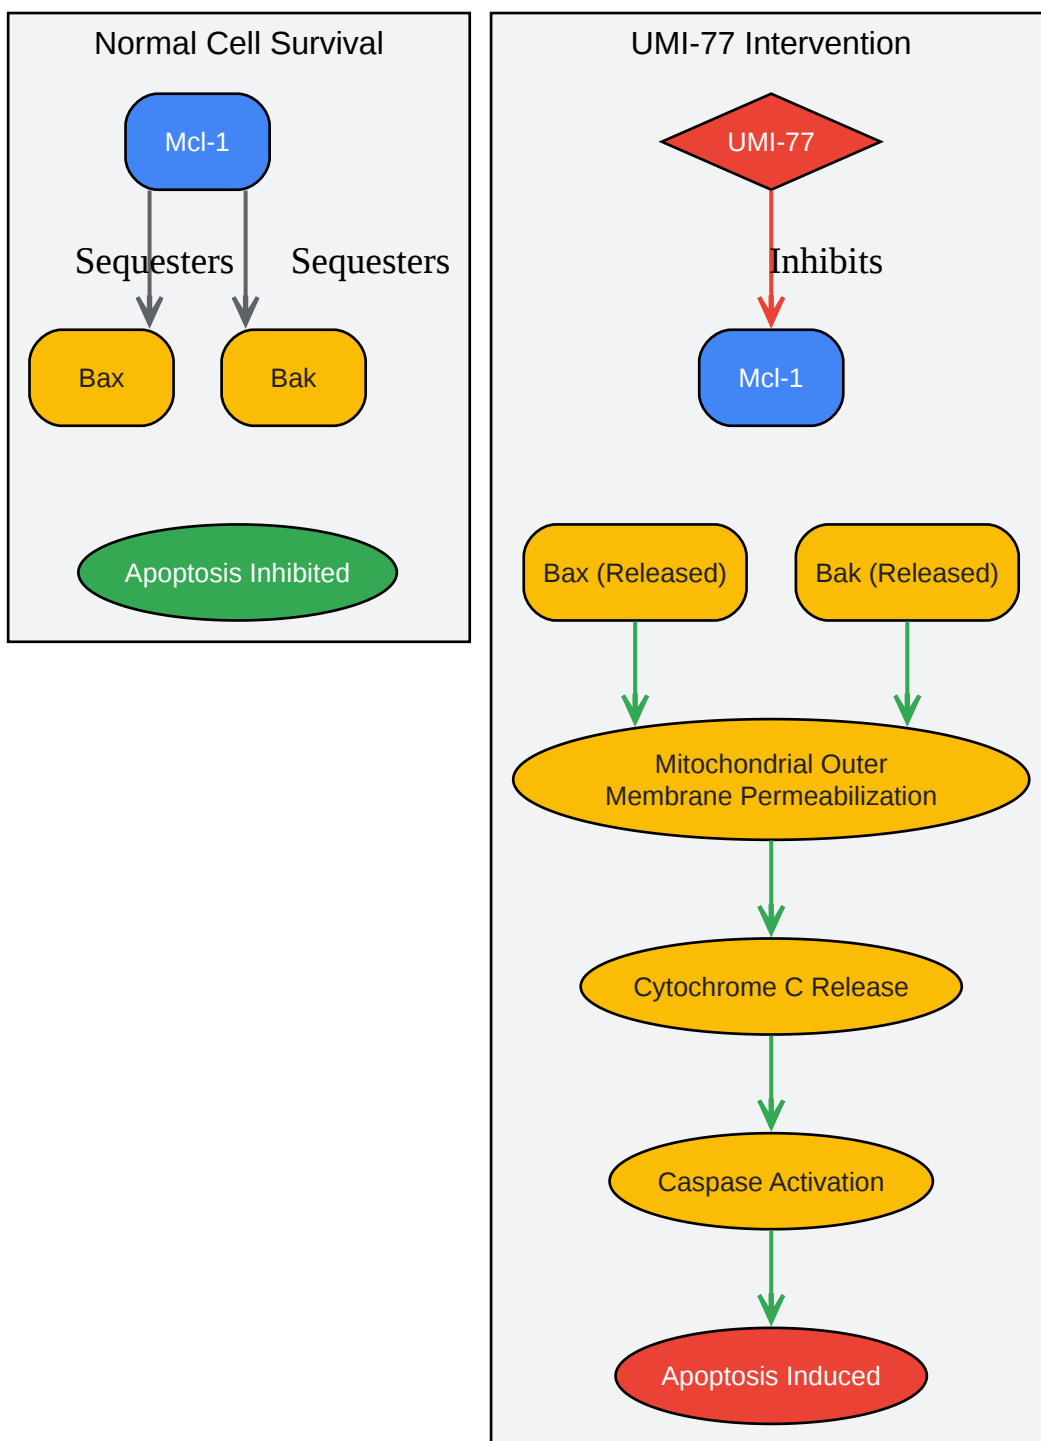 Normal Cell Survival
Mcl-1
Sequesters
Sequesters
Bax
Bak
Apoptosis Inhibited
UMI-77 Intervention
UMI-77
Inhibits
Mcl-1
Bax (Released)
Bak (Released)
Mitochondrial Outer
Membrane Permeabilization
Cytochrome C Release
Caspase Activation
Apoptosis Induced